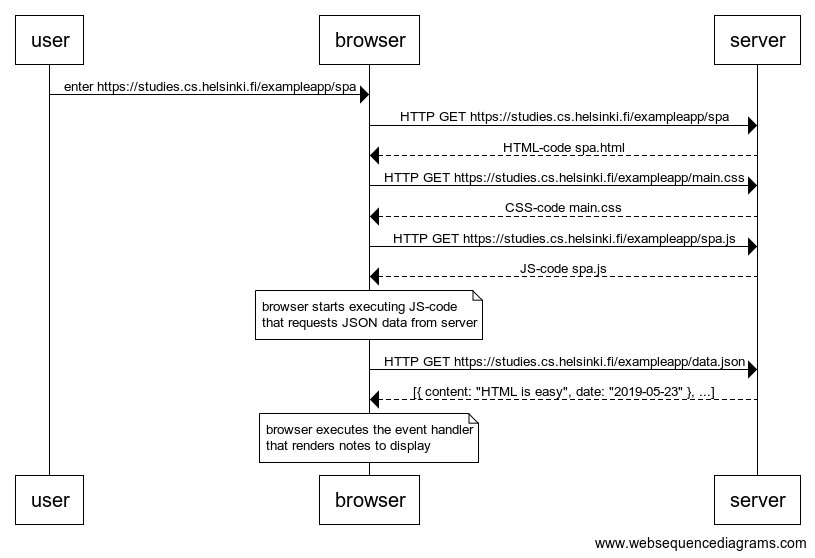 user
browser
server
enter https://studies.cs.helsinki.fi/exampleapp/spa
HTTP GET https://studies.cs.helsinki.fi/exampleapp/spa
HTML-code spa.html
HTTP GET https://studies.cs.helsinki.fi/exampleapp/main.css
CSS-code main.css
HTTP GET https://studies.cs.helsinki.fi/exampleapp/spa.js
JS-code spa.js
browser starts executing JS-code
that requests JSON data from server
HTTP GET https://studies.cs.helsinki.fi/exampleapp/data.json
[{ content: "HTML is easy", date: "2019-05-23" }, ...]
browser executes the event handler
that renders notes to display
user
browser
server
www.websequencediagrams.com